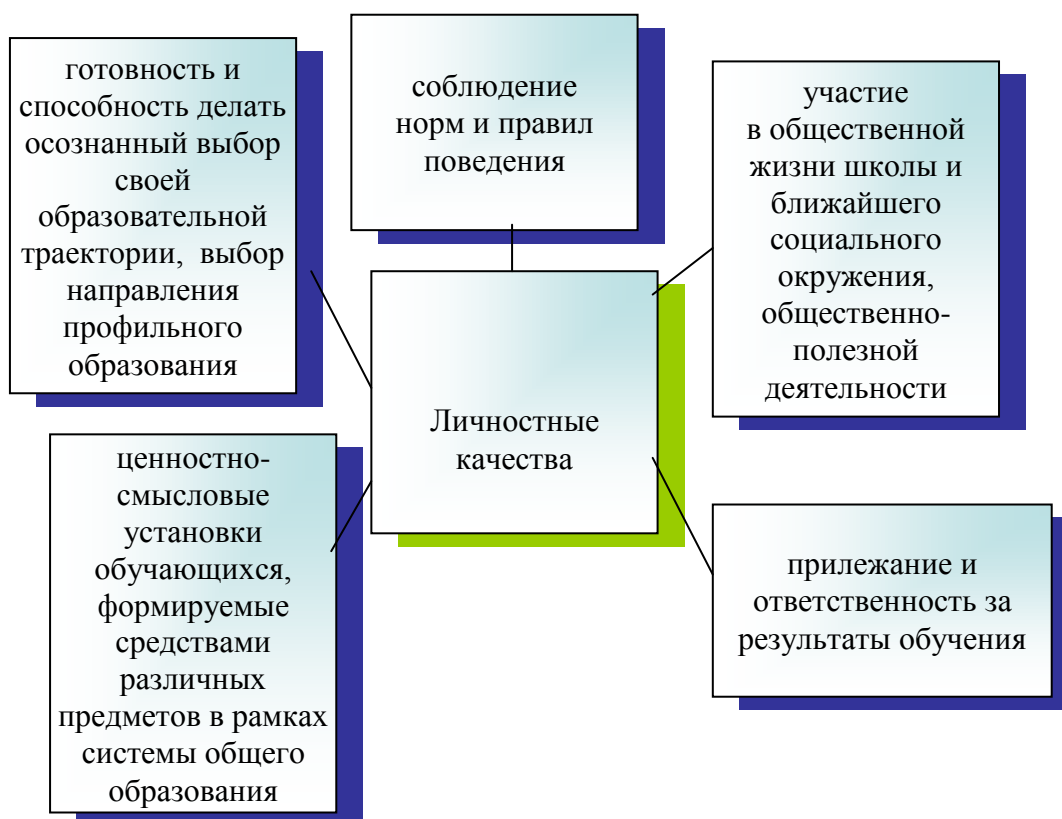 готовность и
способность делать
осознанный выбор
своей
образовательной
траектории, выбор
направления
профильного
образования
соблюдение
норм и правил
поведения
участие
в общественной
жизни школы и
ближайшего
социального
окружения,
общественно-
полезной
деятельности
Личностные
качества
ценностно-
смысловые
установки
обучающихся,
формируемые
средствами
различных
предметов в рамках
системы общего
образования
прилежание и
ответственность за
результаты обучения